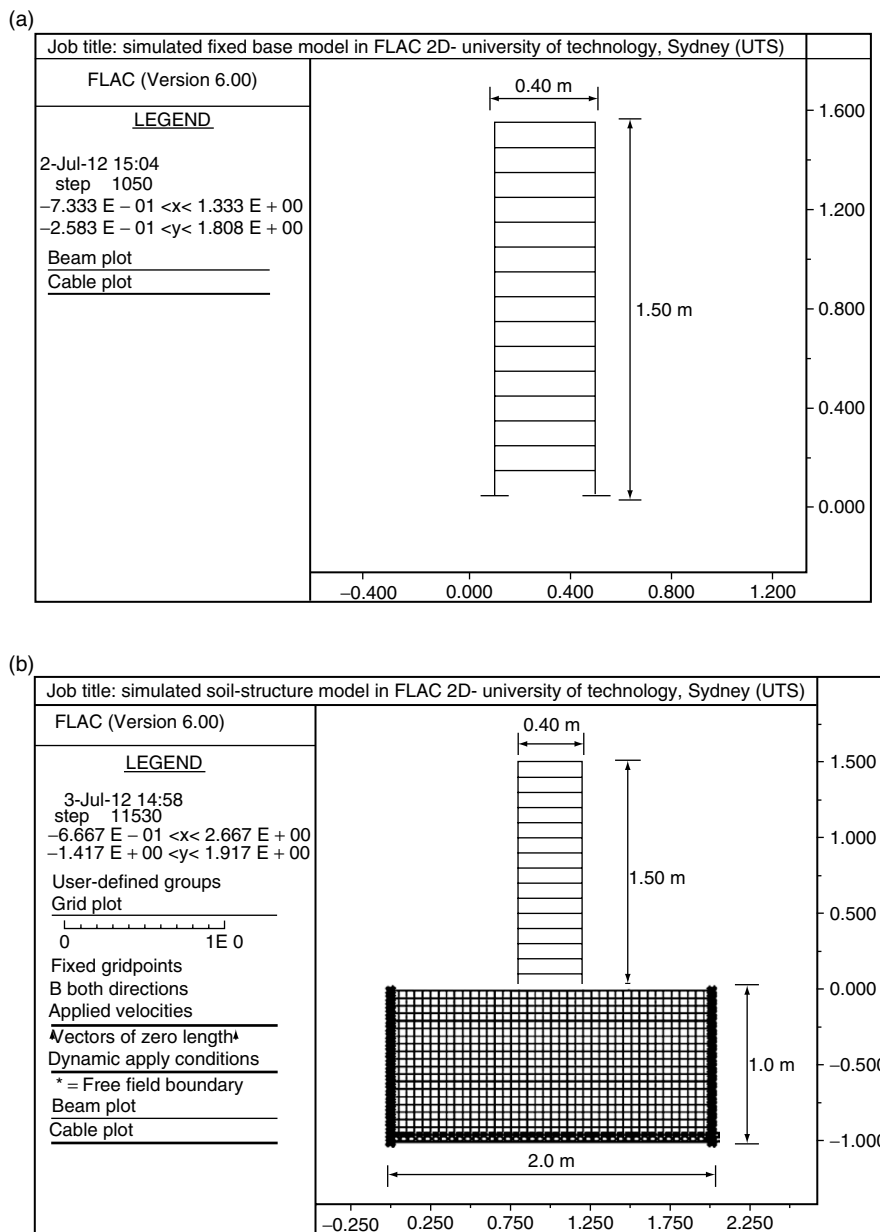 (a)
Job title: simulated fixed base model in FLAC 2D- university of technology, Sydney (UTS)
FLAC (Version 6.00)
LEGEND
2-Jul-12 15:04
step 1050
−7.333 E − 01 <x< 1.333 E + 00
−2.583 E − 01 <y< 1.808 E + 00
Beam plot
Cable plot
0.40 m
1.50 m
1.600
1.200
0.800
0.400
0.000
−0.400 0.000 0.400 0.800 1.200
(b)
Job title: simulated soil-structure model in FLAC 2D- university of technology, Sydney (UTS)
FLAC (Version 6.00)
LEGEND
3-Jul-12 14:58
step 11530
−6.667 E − 01 <x< 2.667 E + 00
−1.417 E + 00 <y< 1.917 E + 00
User-defined groups
Grid plot
0 1E 0
Fixed gridpoints
B both directions
Applied velocities
Vectors of zero length
Dynamic apply conditions
* = Free field boundary
Beam plot
Cable plot
0.40 m
1.50 m
1.0 m
2.0 m
1.500
1.000
0.500
0.000
−0.500
−1.000
−0.250 0.250 0.750 1.250 1.750 2.250